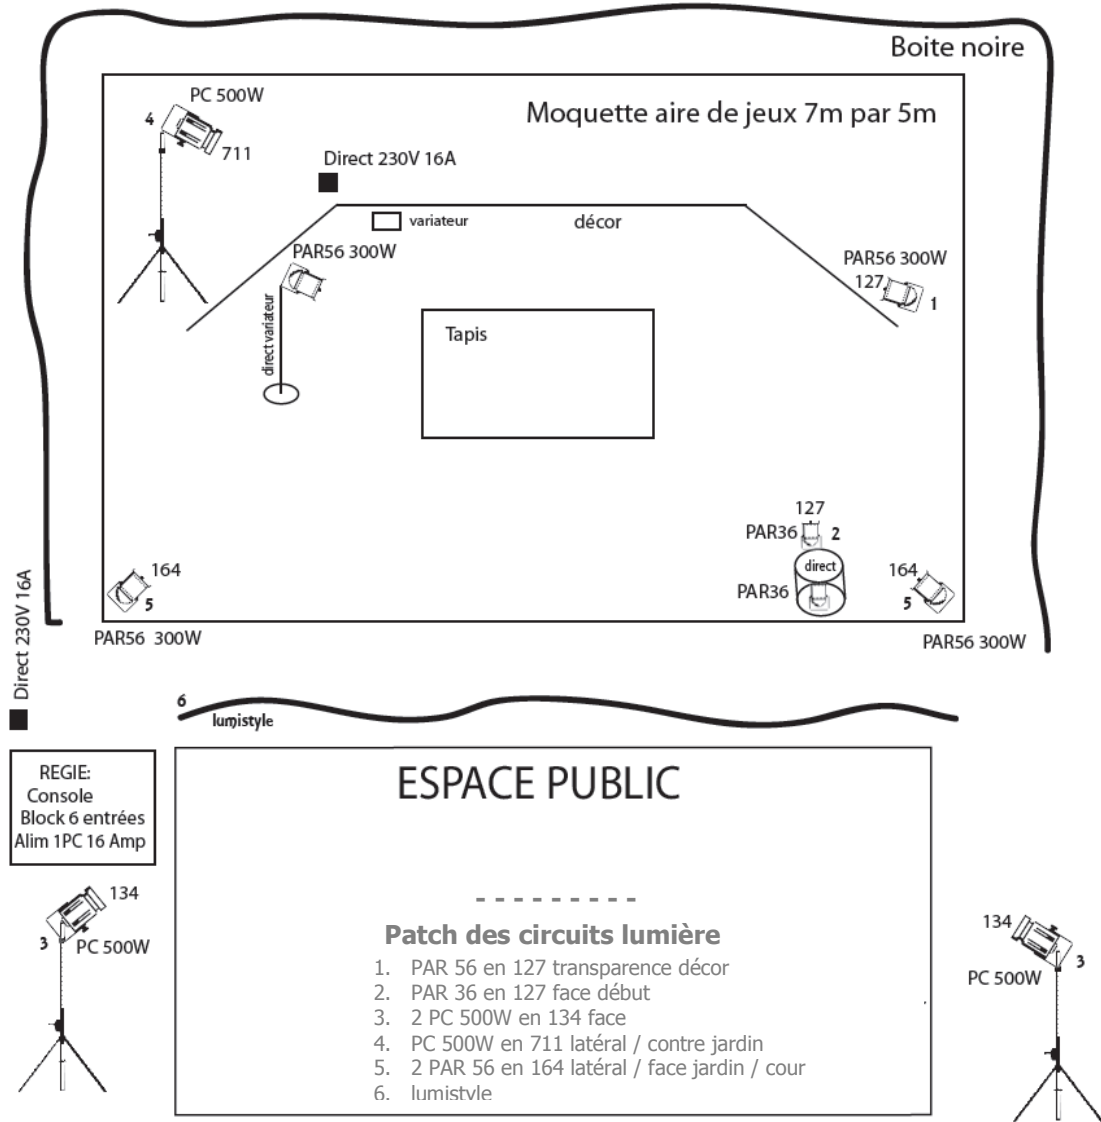 Boite noire
PC 500W
4
711
Moquette aire de jeux 7m par 5m
Direct 230V 16A
variateur
décor
PAR56 300W
direct variateur
PAR56 300W
127
1
Tapis
127
PAR36
2
direct
PAR36
164
5
PAR56 300W
164
5
PAR56 300W
Direct 230V 16A
6
lumistyle
REGIE:
Console
Block 6 entrées
Alim 1PC 16 Amp
ESPACE PUBLIC
134
3
PC 500W
134
3
PC 500W
- - - - - - - - -
Patch des circuits lumière
1. PAR 56 en 127 transparence décor
2. PAR 36 en 127 face début
3. 2 PC 500W en 134 face
4. PC 500W en 711 latéral / contre jardin
5. 2 PAR 56 en 164 latéral / face jardin / cour
6. lumistyle